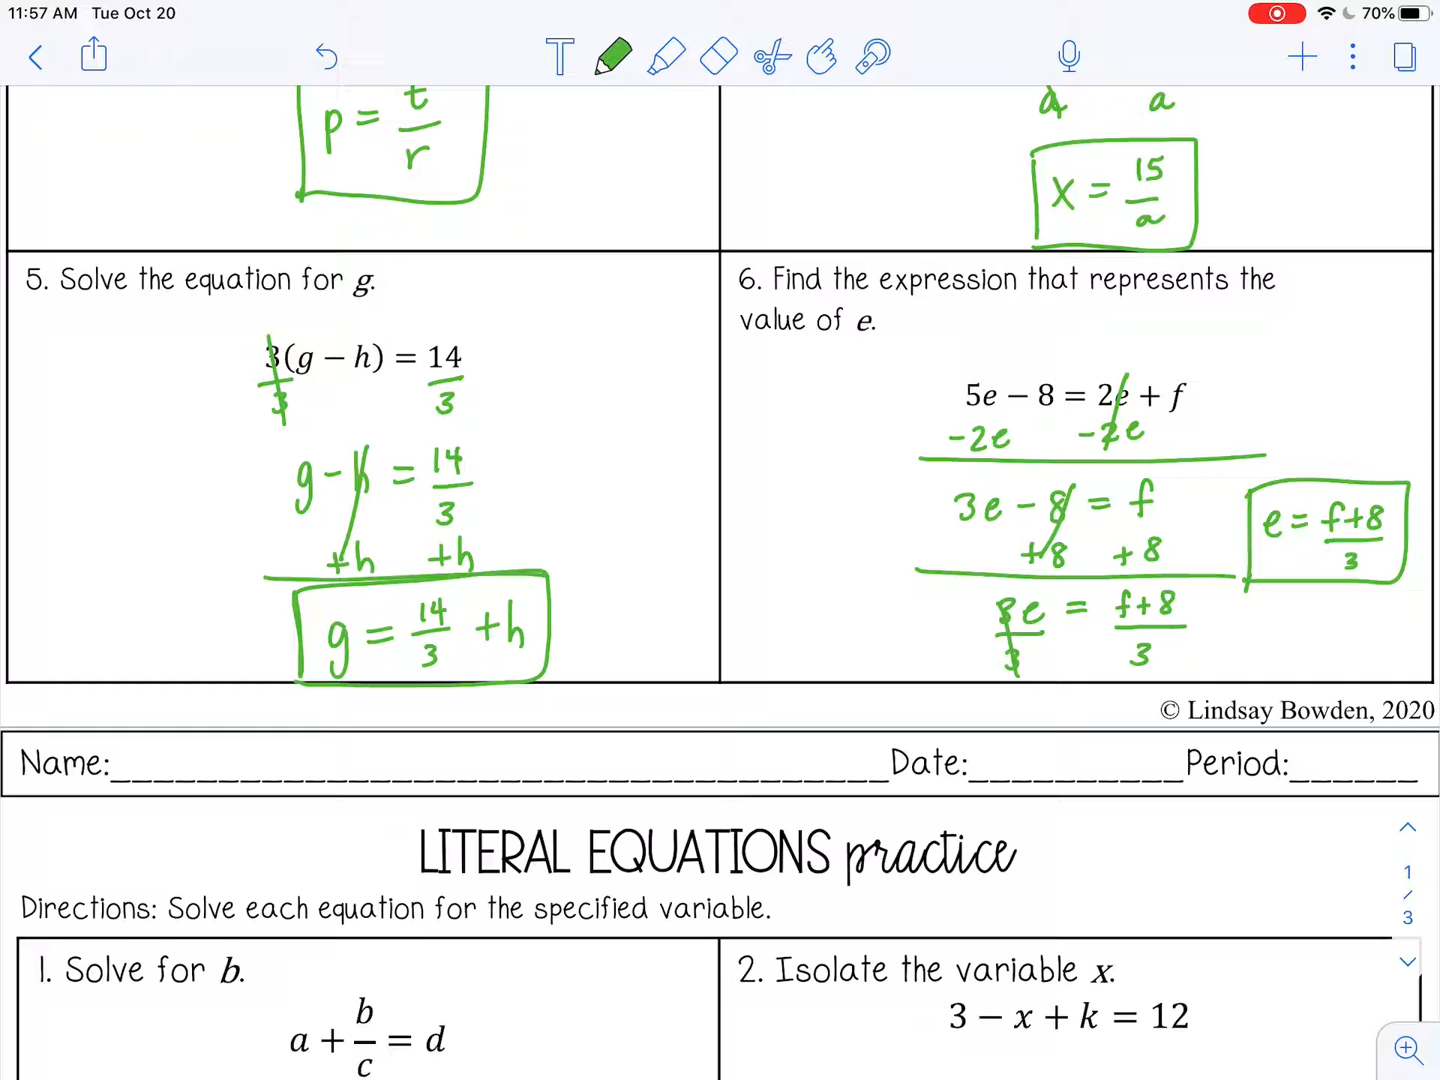 11:57 AM Tue Oct 20
70%
p = t/r
a a
x = 15/a
5. Solve the equation for g.
3(g − h) = 14
3 3
g − h = 14/3
+h +h
g = 14/3 + h
6. Find the expression that represents the
value of e.
5e − 8 = 2e + f
-2e -2e
3e − 8 = f
+8 +8
3e = f+8
3 3
e = f+8/3
© Lindsay Bowden, 2020
Name:____________________________________ Date:__________ Period:______
LITERAL EQUATIONS practice
Directions: Solve each equation for the specified variable.
1. Solve for b.
a + b/c = d
2. Isolate the variable x.
3 − x + k = 12
1
/
3